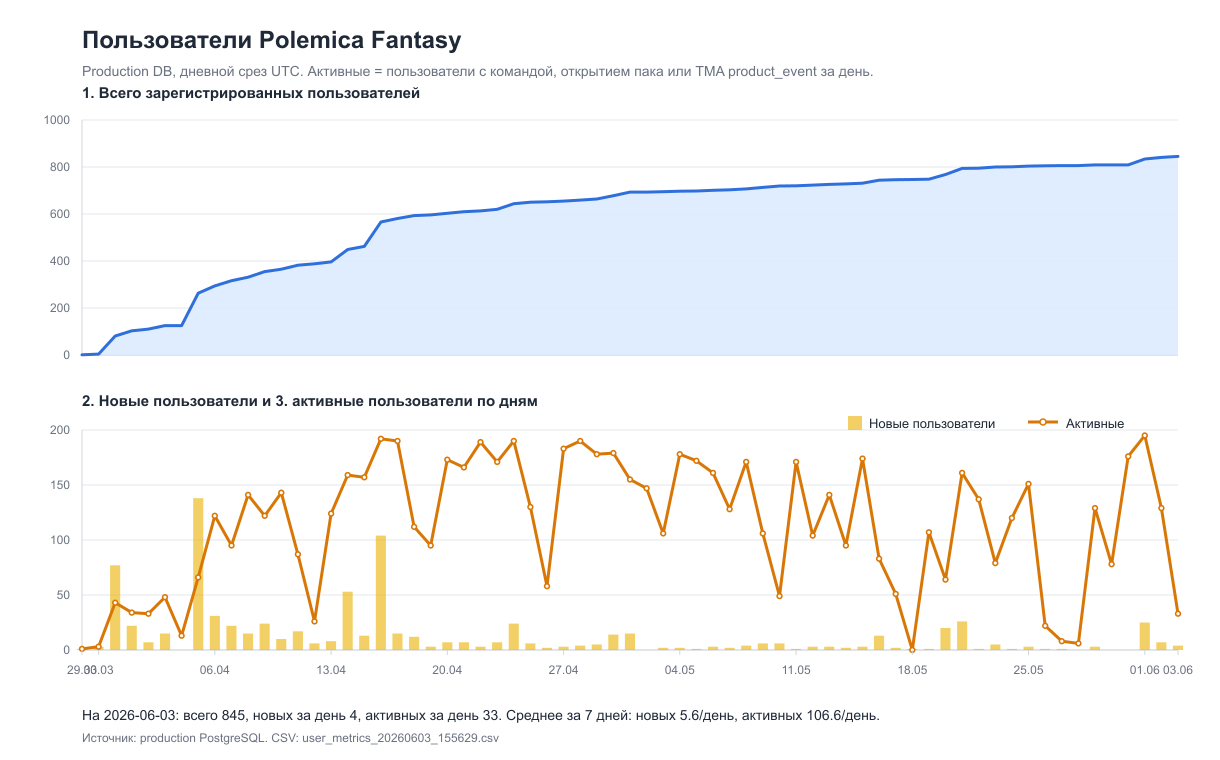 Пользователи Polemica Fantasy
Production DB, дневной срез UTC. Активные = пользователи с командой, открытием пака или TMA product_event за день.
1. Всего зарегистрированных пользователей
1000
800
600
400
200
0
2. Новые пользователи и 3. активные пользователи по дням
Новые пользователи Активные
200
150
100
50
0
29.03 30.03 06.04 13.04 20.04 27.04 04.05 11.05 18.05 25.05 01.06 03.06
На 2026-06-03: всего 845, новых за день 4, активных за день 33. Среднее за 7 дней: новых 5.6/день, активных 106.6/день.
Источник: production PostgreSQL. CSV: user_metrics_20260603_155629.csv